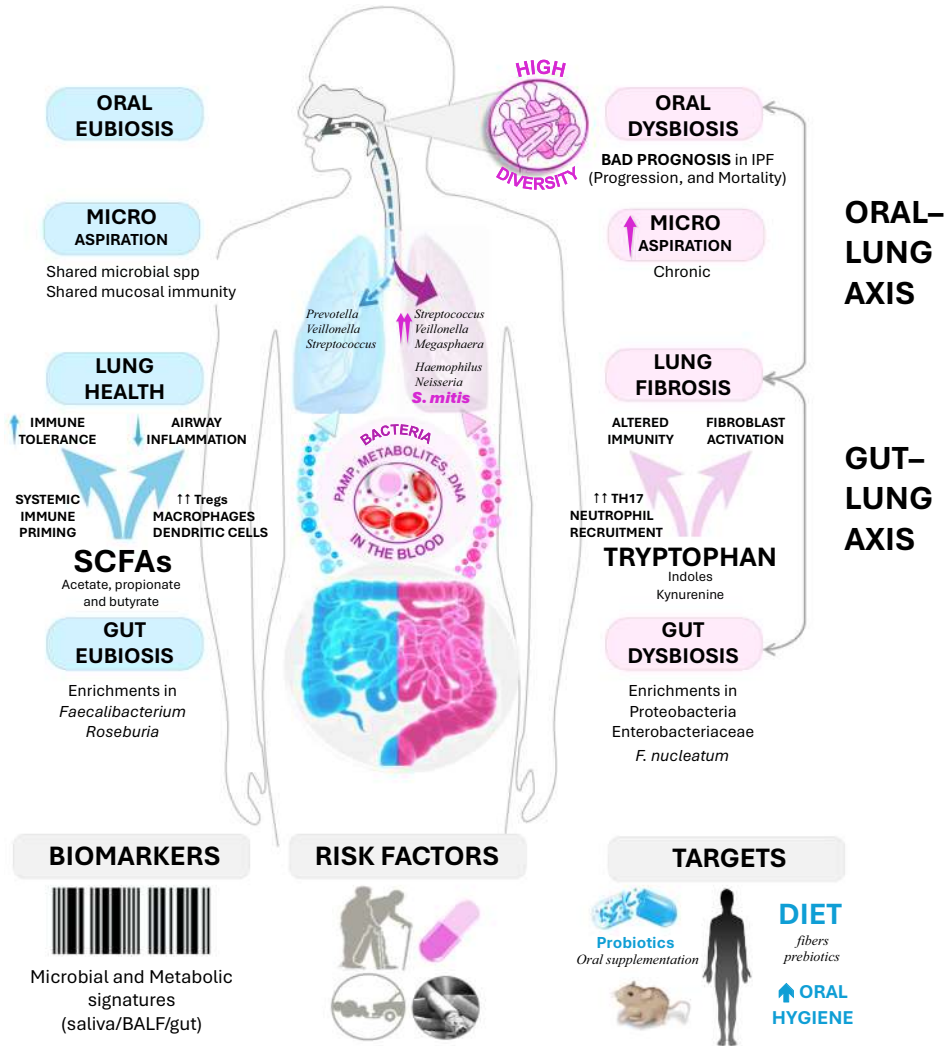 HIGH
DIVERSITY
ORAL
EUBIOSIS
ORAL
DYSBIOSIS
BAD PROGNOSIS in IPF
(Progression, and Mortality)
MICRO
ASPIRATION
Shared microbial spp
Shared mucosal immunity
MICRO
ASPIRATION
Chronic
ORAL–
LUNG
AXIS
Prevotella
Veillonella
Streptococcus
Streptococcus
Veillonella
Megasphaera
Haemophilus
Neisseria
S. mitis
LUNG
HEALTH
LUNG
FIBROSIS
IMMUNE
TOLERANCE
AIRWAY
INFLAMMATION
SYSTEMIC
IMMUNE
PRIMING
↑↑ Tregs
MACROPHAGES
DENDRITIC CELLS
SCFAs
Acetate, propionate
and butyrate
BACTERIA
PAMP, METABOLITES, DNA
IN THE BLOOD
ALTERED
IMMUNITY
FIBROBLAST
ACTIVATION
↑↑ TH17
NEUTROPHIL
RECRUITMENT
TRYPTOPHAN
Indoles
Kynurenine
GUT–
LUNG
AXIS
GUT
EUBIOSIS
Enrichments in
Faecalibacterium
Roseburia
GUT
DYSBIOSIS
Enrichments in
Proteobacteria
Enterobacteriaceae
F. nucleatum
BIOMARKERS
Microbial and Metabolic
signatures
(saliva/BALF/gut)
RISK FACTORS
TARGETS
Probiotics
Oral supplementation
DIET
fibers
prebiotics
ORAL
HYGIENE